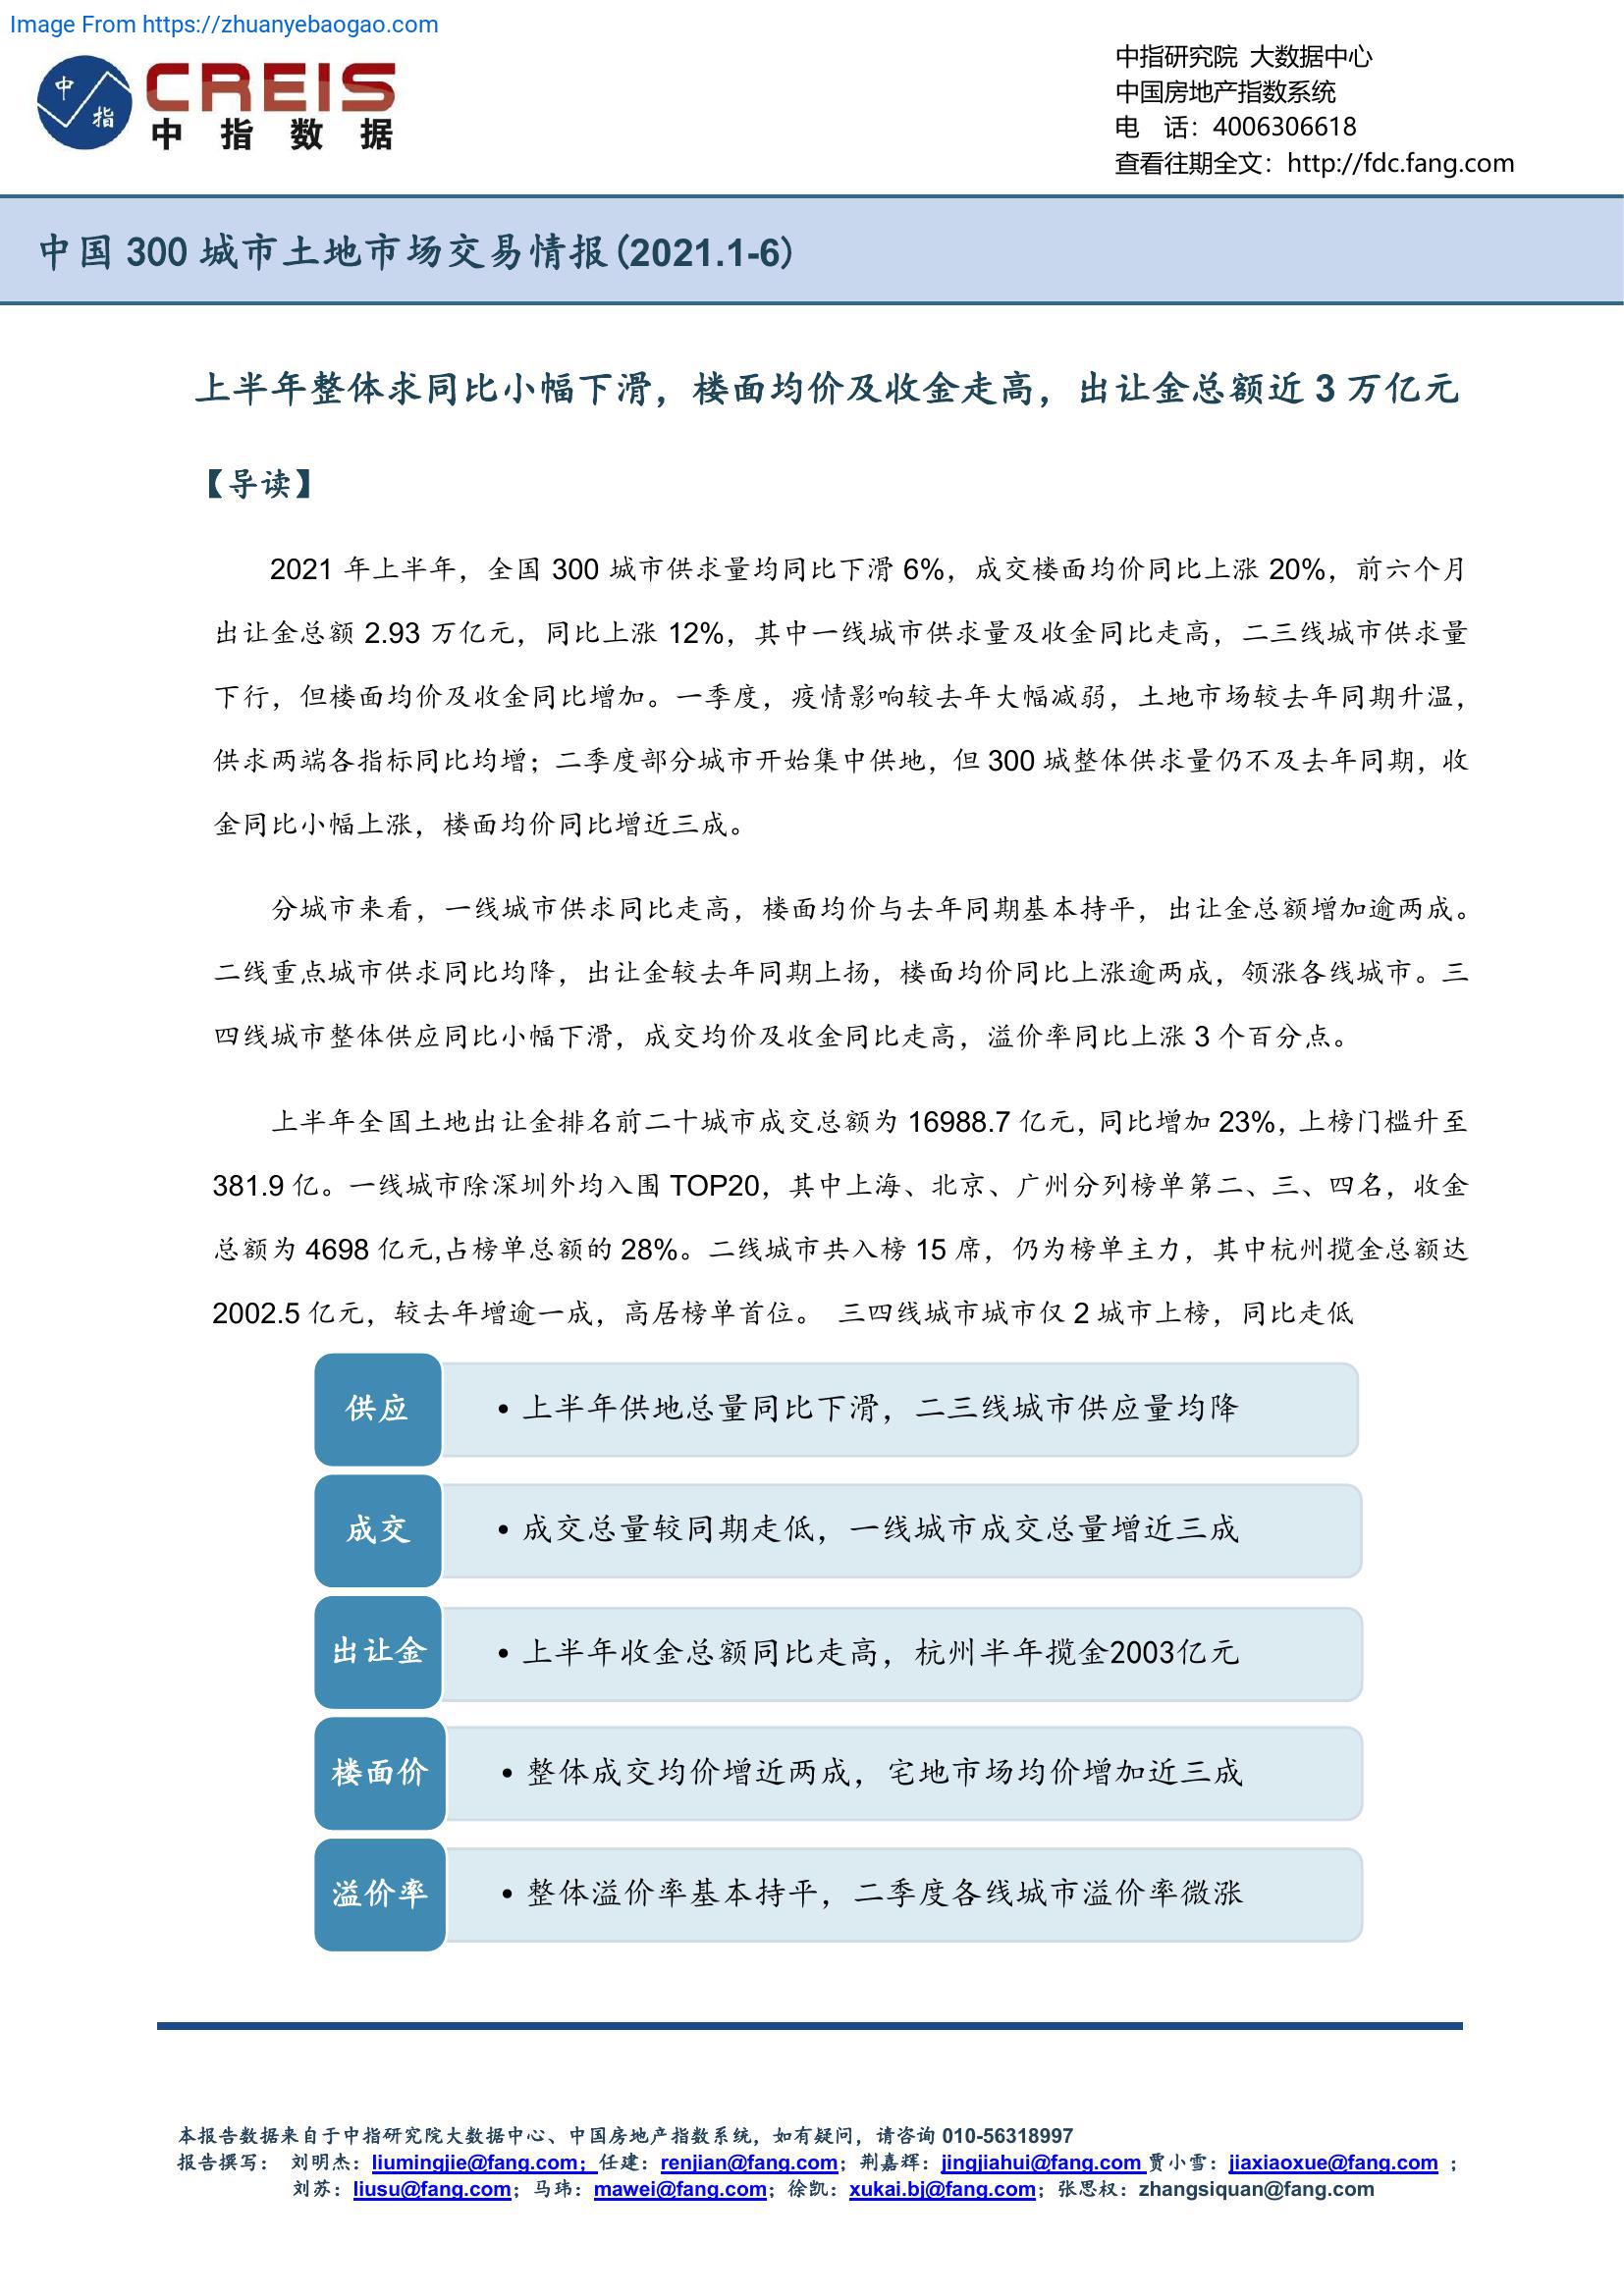 Image From https://zhuanyebaogao.com
中指
CREIS
中指数据
中指研究院 大数据中心
中国房地产指数系统
电 话：4006306618
查看往期全文：http://fdc.fang.com
中国 300 城市土地市场交易情报(2021.1-6)
上半年整体求同比小幅下滑，楼面均价及收金走高，出让金总额近 3 万亿元
【导读】
2021 年上半年，全国 300 城市供求量均同比下滑 6%，成交楼面均价同比上涨 20%，前六个月
出让金总额 2.93 万亿元，同比上涨 12%，其中一线城市供求量及收金同比走高，二三线城市供求量
下行，但楼面均价及收金同比增加。一季度，疫情影响较去年大幅减弱，土地市场较去年同期升温，
供求两端各指标同比均增；二季度部分城市开始集中供地，但 300 城整体供求量仍不及去年同期，收
金同比小幅上涨，楼面均价同比增近三成。
分城市来看，一线城市供求同比走高，楼面均价与去年同期基本持平，出让金总额增加逾两成。
二线重点城市供求同比均降，出让金较去年同期上扬，楼面均价同比上涨逾两成，领涨各线城市。三
四线城市整体供应同比小幅下滑，成交均价及收金同比走高，溢价率同比上涨 3 个百分点。
上半年全国土地出让金排名前二十城市成交总额为 16988.7 亿元，同比增加 23%，上榜门槛升至
381.9 亿。一线城市除深圳外均入围 TOP20，其中上海、北京、广州分列榜单第二、三、四名，收金
总额为 4698 亿元,占榜单总额的 28%。二线城市共入榜 15 席，仍为榜单主力，其中杭州揽金总额达
2002.5 亿元，较去年增逾一成，高居榜单首位。 三四线城市城市仅 2 城市上榜，同比走低
供应
• 上半年供地总量同比下滑，二三线城市供应量均降
成交
• 成交总量较同期走低，一线城市成交总量增近三成
出让金
• 上半年收金总额同比走高，杭州半年揽金2003亿元
楼面价
• 整体成交均价增近两成，宅地市场均价增加近三成
溢价率
• 整体溢价率基本持平，二季度各线城市溢价率微涨
本报告数据来自于中指研究院大数据中心、中国房地产指数系统，如有疑问，请咨询 010-56318997
报告撰写： 刘明杰：liumingjie@fang.com；任建：renjian@fang.com；荆嘉辉：jingjiahui@fang.com 贾小雪：jiaxiaoxue@fang.com ；
刘苏：liusu@fang.com；马玮：mawei@fang.com；徐凯：xukai.bj@fang.com；张思权：zhangsiquan@fang.com